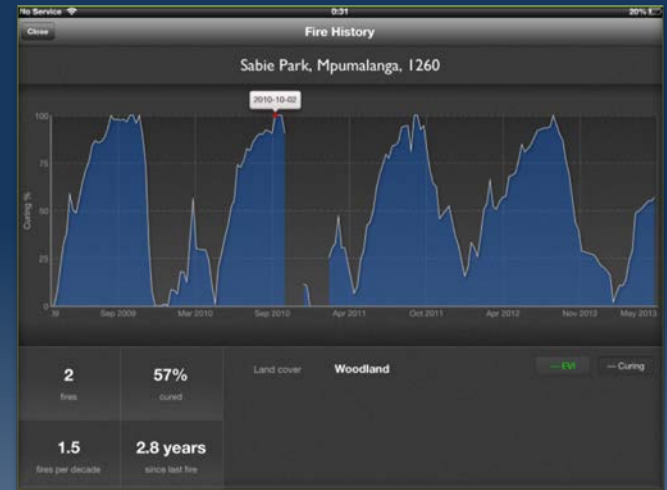 No Service 0:31 20%
Close Fire History
Sabie Park, Mpumalanga, 1260
2010-10-02
100
75
50
25
0
Curing %
Sep 2009 Mar 2010 Sep 2010 Apr 2011 Oct 2011 Apr 2012 Nov 2012 May 2013
2 57% Land cover Woodland — EVI — Curing
fires cured
1.5 2.8 years
fires per decade since last fire